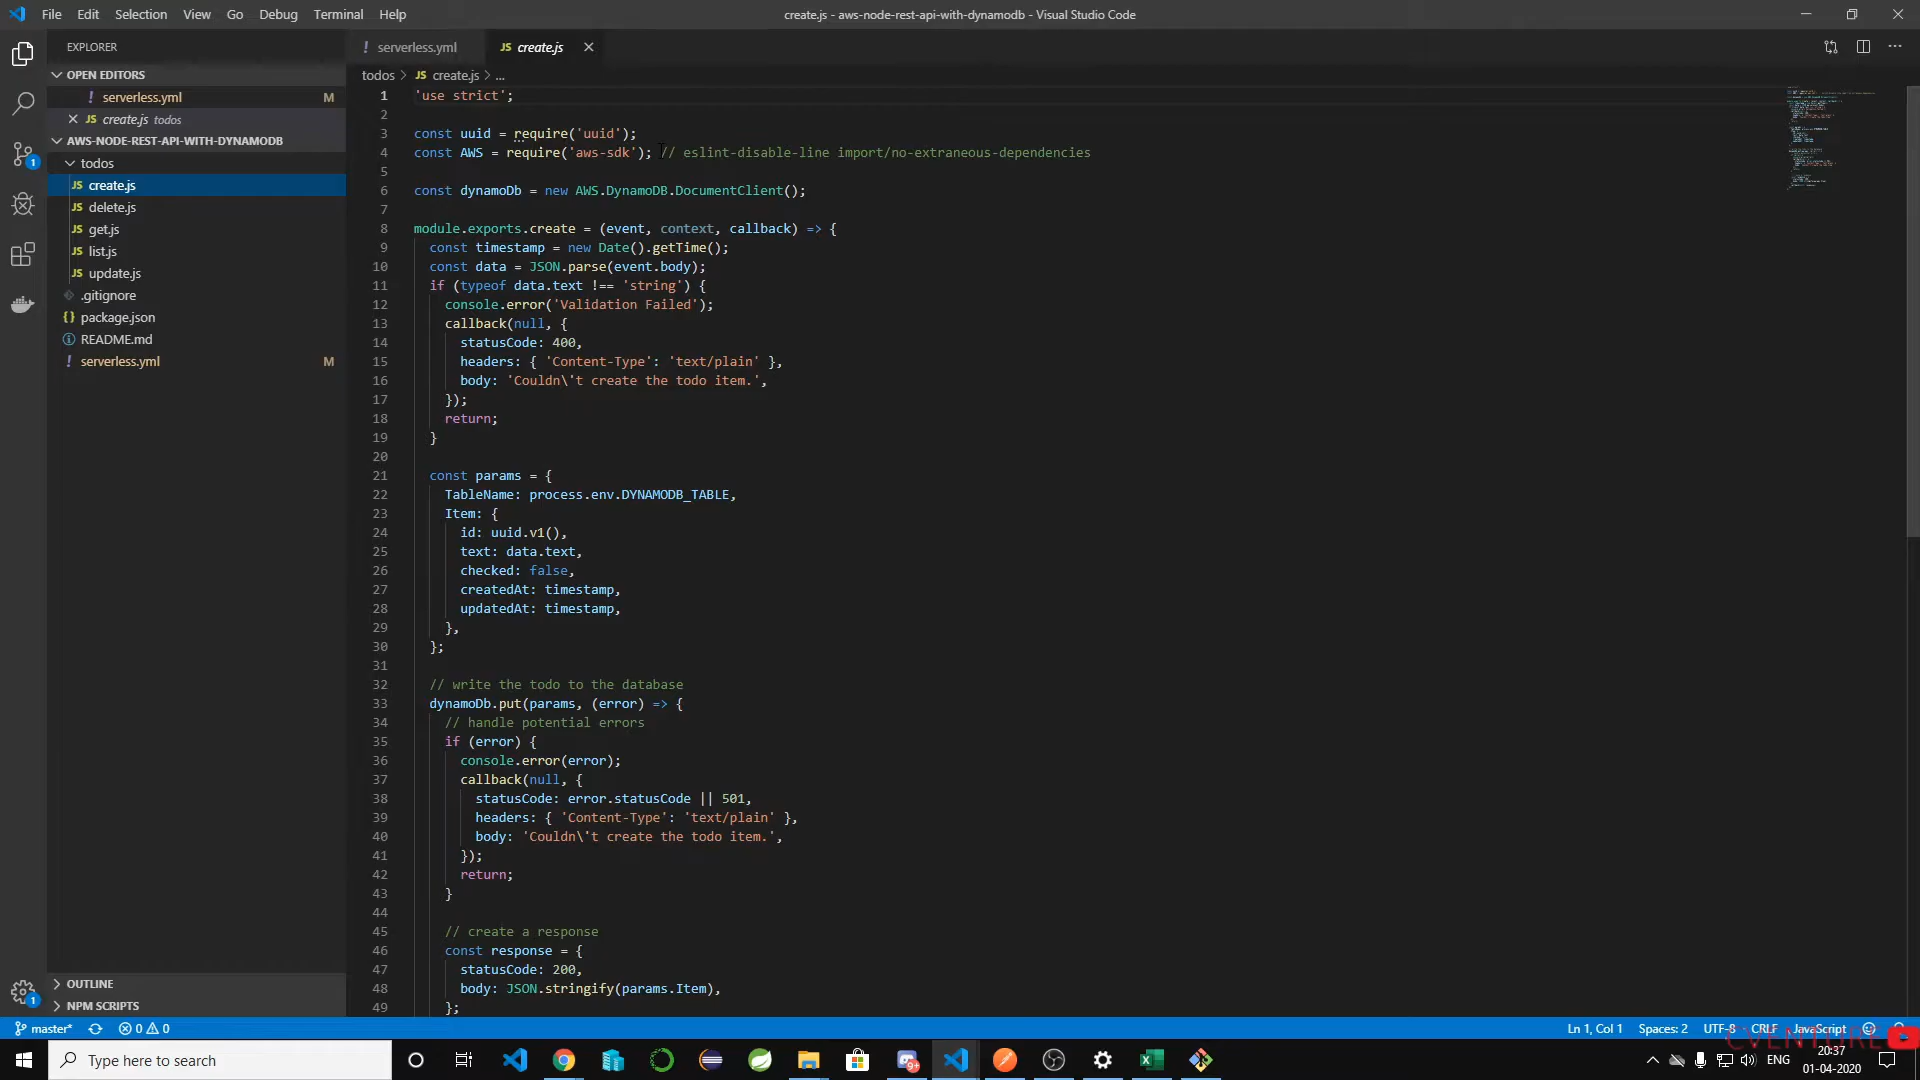 File Edit Selection View Go Debug Terminal Help
create.js - aws-node-rest-api-with-dynamodb - Visual Studio Code
EXPLORER
OPEN EDITORS
! serverless.yml M
JS create.js todos
AWS-NODE-REST-API-WITH-DYNAMODB
todos
JS create.js
JS delete.js
JS get.js
JS list.js
JS update.js
.gitignore
{} package.json
README.md
! serverless.yml M
OUTLINE
NPM SCRIPTS
1
1
! serverless.yml
JS create.js
todos > JS create.js > ...
1 'use strict';
2
3 const uuid = require('uuid');
4 const AWS = require('aws-sdk'); // eslint-disable-line import/no-extraneous-dependencies
5
6 const dynamoDb = new AWS.DynamoDB.DocumentClient();
7
8 module.exports.create = (event, context, callback) => {
9 const timestamp = new Date().getTime();
10 const data = JSON.parse(event.body);
11 if (typeof data.text !== 'string') {
12 console.error('Validation Failed');
13 callback(null, {
14 statusCode: 400,
15 headers: { 'Content-Type': 'text/plain' },
16 body: 'Couldn\'t create the todo item.',
17 });
18 return;
19 }
20
21 const params = {
22 TableName: process.env.DYNAMODB_TABLE,
23 Item: {
24 id: uuid.v1(),
25 text: data.text,
26 checked: false,
27 createdAt: timestamp,
28 updatedAt: timestamp,
29 },
30 };
31
32 // write the todo to the database
33 dynamoDb.put(params, (error) => {
34 // handle potential errors
35 if (error) {
36 console.error(error);
37 callback(null, {
38 statusCode: error.statusCode || 501,
39 headers: { 'Content-Type': 'text/plain' },
40 body: 'Couldn\'t create the todo item.',
41 });
42 return;
43 }
44
45 // create a response
46 const response = {
47 statusCode: 200,
48 body: JSON.stringify(params.Item),
49 };
master* 0 0
Ln 1, Col 1 Spaces: 2 UTF-8 CRLF JavaScript
CVENTURE
Type here to search
9+
ENG
20:37
01-04-2020